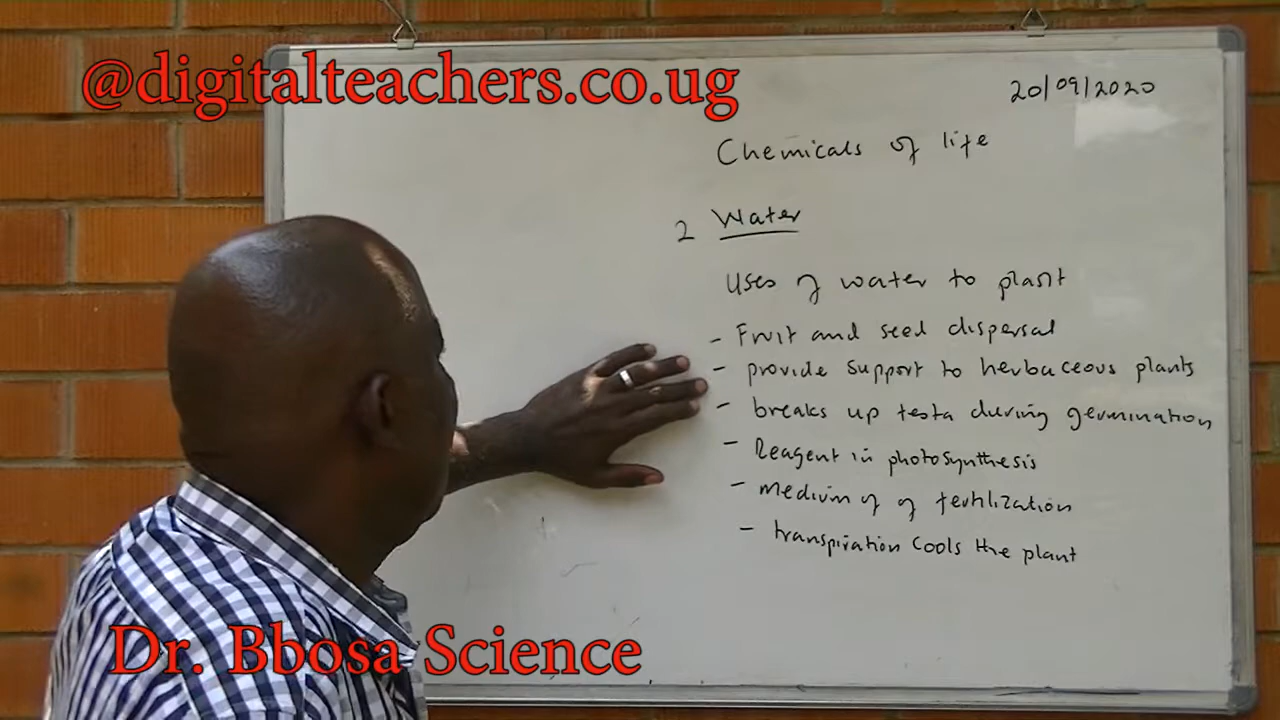 @digitalteachers.co.ug
20/09/2020
Chemicals of life
2 Water
Uses of water to plant
- Fruit and seed dispersal
- provide support to herbaceous plants
- breaks up testa during germination
- Reagent in photosynthesis
- medium of of fertilization
- transpiration cools the plant
Dr. Bbosa Science